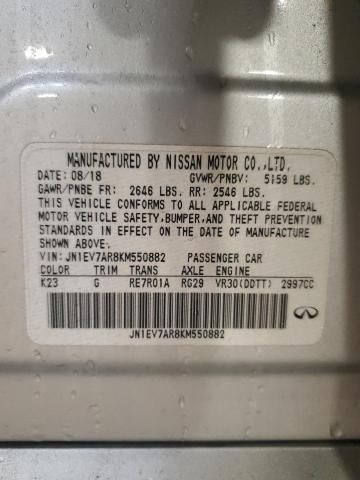 MANUFACTURED BY NISSAN MOTOR CO.,LTD.
DATE: 08/18 GVWR/PNBV: 5159 LBS.
GAWR/PNBE FR: 2646 LBS. RR: 2546 LBS.
THIS VEHICLE CONFORMS TO ALL APPLICABLE FEDERAL
MOTOR VEHICLE SAFETY, BUMPER, AND THEFT PREVENTION
STANDARDS IN EFFECT ON THE DATE OF MANUFACTURE
SHOWN ABOVE.
VIN: JN1EV7AR8KM550882 PASSENGER CAR
COLOR TRIM TRANS AXLE ENGINE
K23 G RE7R01A RG29 VR30(DDTT) 2997CC
JN1EV7AR8KM550882